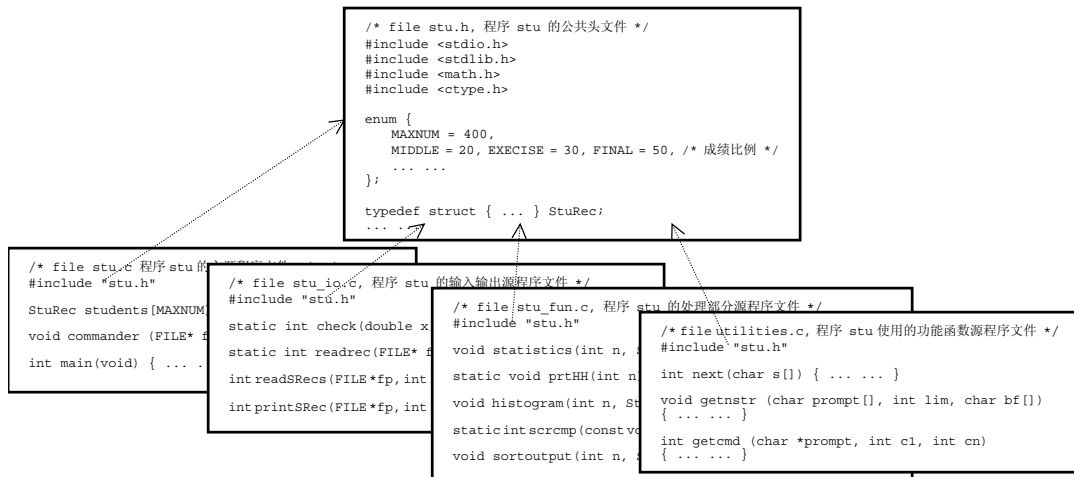 /* file stu.h, 程序 stu 的公共头文件 */
#include <stdio.h>
#include <stdlib.h>
#include <math.h>
#include <ctype.h>
enum {
MAXNUM = 400,
MIDDLE = 20, EXECISE = 30, FINAL = 50, /* 成绩比例 */
... ...
};
typedef struct { ... } StuRec;
... ...
/* file stu.c 程序 stu 的
#include "stu.h"
StuRec students[MAXNUM]
void commander (FILE* f
int main(void) { ... .
/* file stu_io.c, 程序 stu 的输入输出源程序文件 */
#include "stu.h"
static int check(double x
static int readrec(FILE* f
int readSRecs(FILE *fp, int
int printSRec(FILE *fp, int
/* file stu_fun.c, 程序 stu 的处理部分源程序文件 */
#include "stu.h"
void statistics(int n, S
static void prtHH(int n
void histogram(int n, St
static int scrcmp(const vo
void sortoutput(int n, S
/* file utilities.c, 程序 stu 使用的功能函数源程序文件 */
#include "stu.h"
int next(char s[]) { ... ... }
void getnstr (char prompt[], int lim, char bf[])
{ ... ... }
int getcmd (char *prompt, int c1, int cn)
{ ... ... }